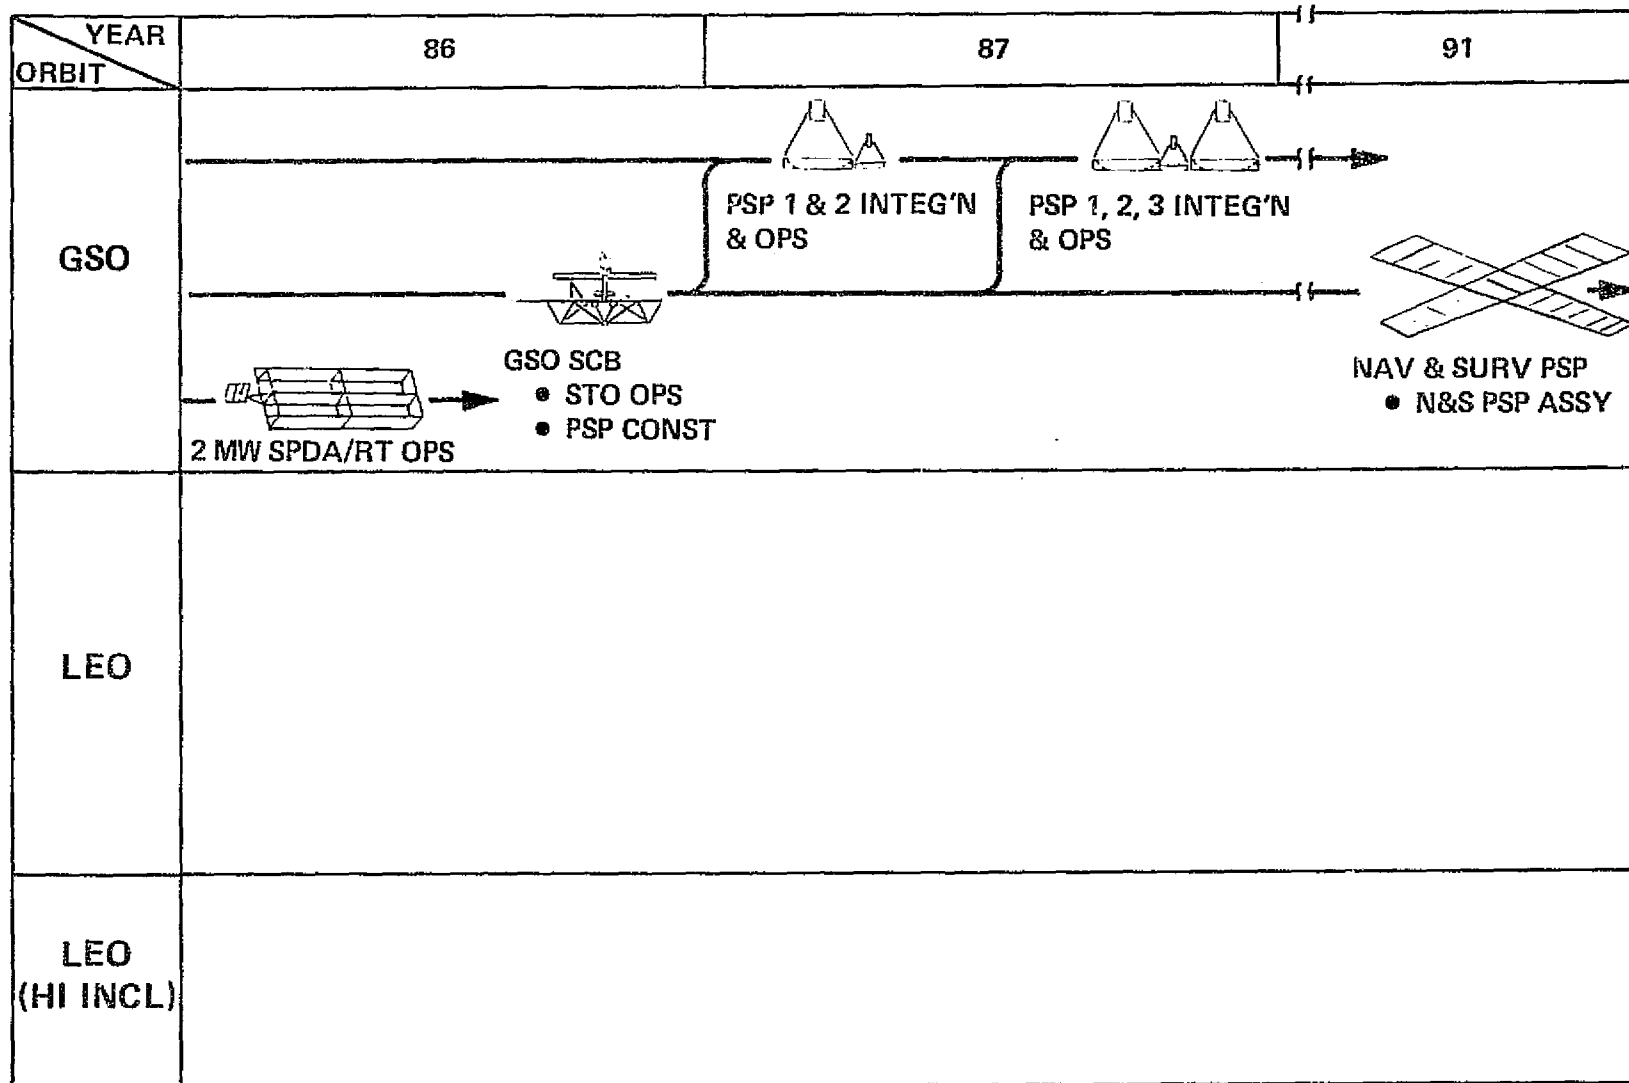 YEAR
ORBIT
86
87
91
GSO
PSP 1 & 2 INTEG'N
& OPS
PSP 1, 2, 3 INTEG'N
& OPS
GSO SCB
• STO OPS
• PSP CONST
2 MW SPDA/RT OPS
NAV & SURV PSP
• N&S PSP ASSY
LEO
LEO
(HI INCL)